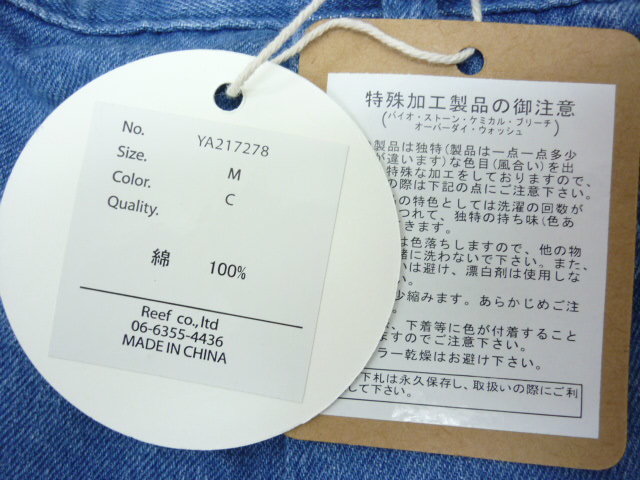 No. YA217278
Size. M
Color. C
Quality.
綿 100%
Reef co.,ltd
06-6355-4436
MADE IN CHINA
特殊加工製品の御注意
(バイオ・ストーン・ケミカル・ブリーチ
オーバーダイ・ウォッシュ)
製品は独特(製品は一点一点多少
が違います)な色目(風合い)を出
特殊な加工をしておりますので、
の際は下記の点にご注意下さい。
の特色としては洗濯の回数が
つれて、独特の持ち味(色あ
きます。
は色落ちしますので、他の物
緒に洗わないで下さい。また、
いは避け、漂白剤は使用しな
い。
少縮みます。あらかじめご注
。
、下着等に色が付着すること
ますのでご注意下さい。
ラー乾燥はお避け下さい。
下札は永久保存し、取扱いの際にご利
して下さい。